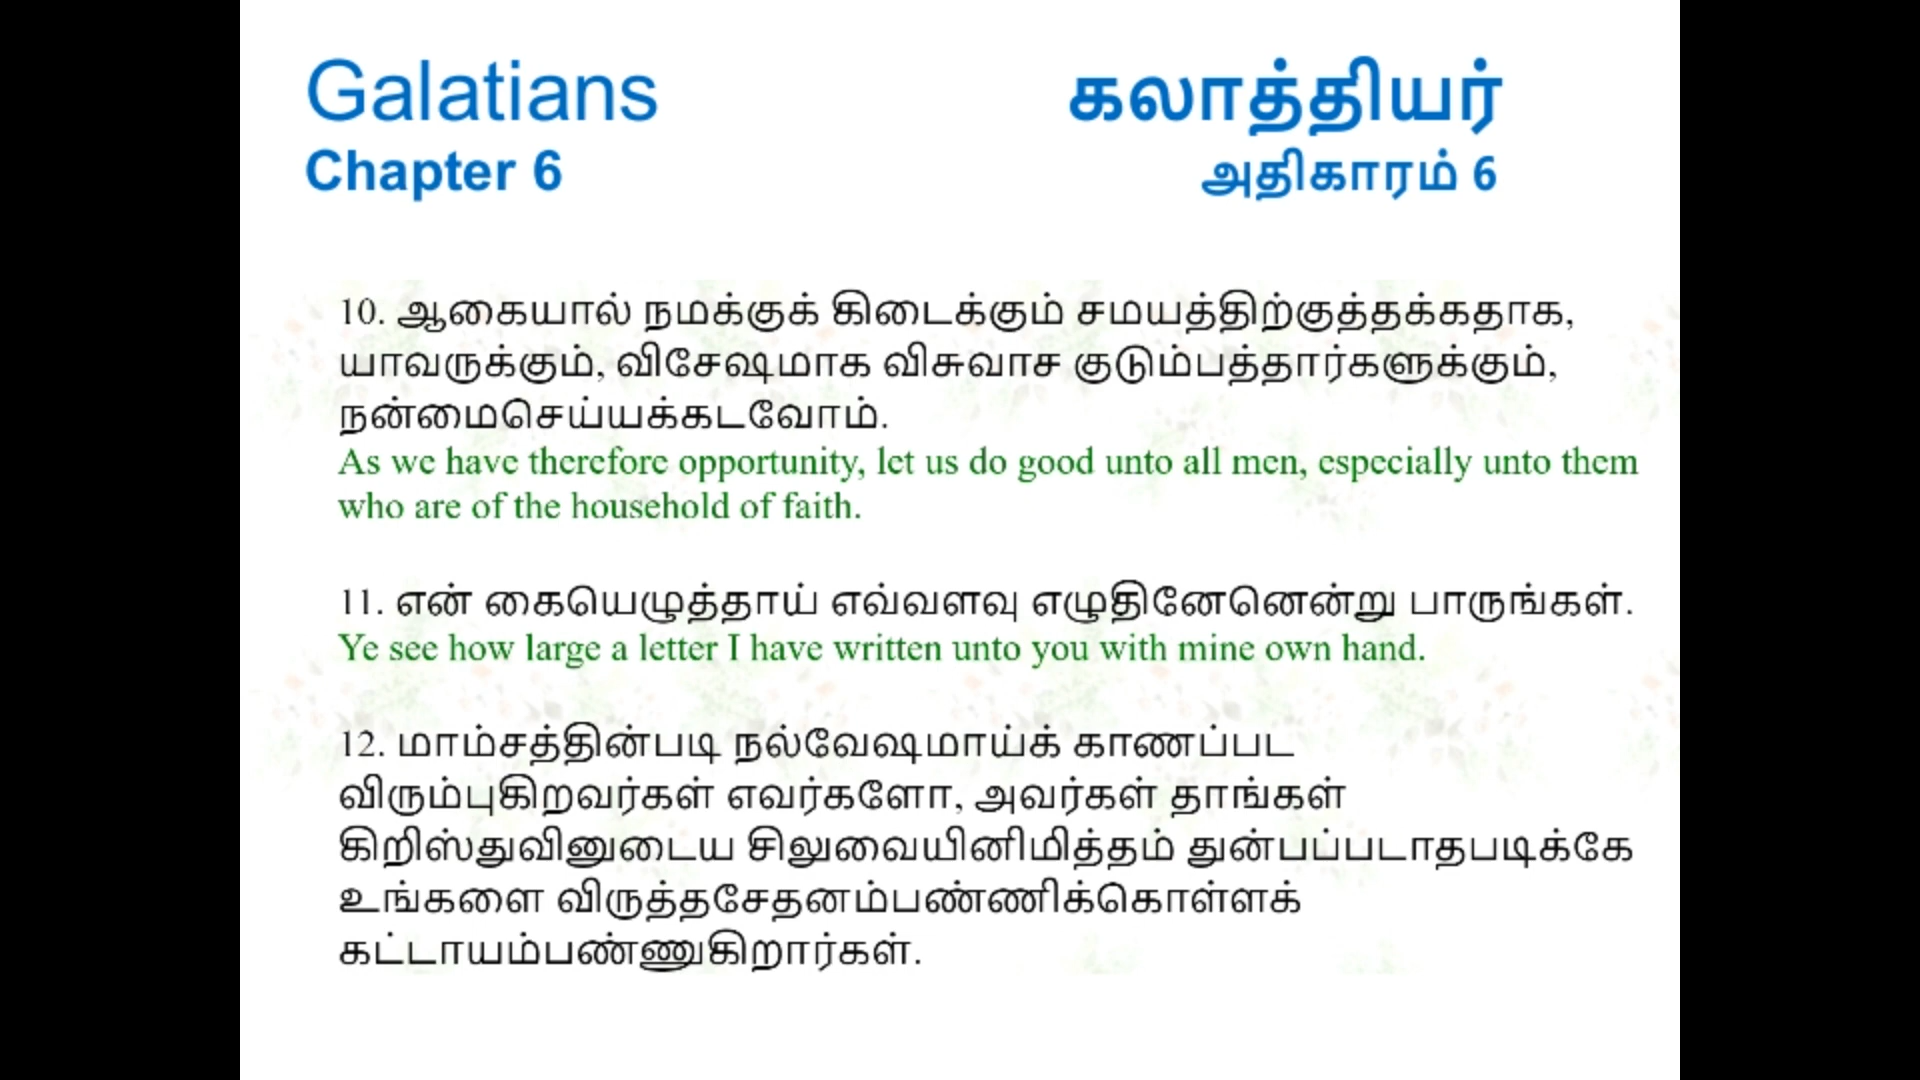 Galatians கலாத்தியர்
Chapter 6 அதிகாரம் 6
10. ஆகையால் நமக்குக் கிடைக்கும் சமயத்திற்குத்தக்கதாக,
யாவருக்கும், விசேஷமாக விசுவாச குடும்பத்தார்களுக்கும்,
நன்மைசெய்யக்கடவோம்.
As we have therefore opportunity, let us do good unto all men, especially unto them
who are of the household of faith.
11. என் கையெழுத்தாய் எவ்வளவு எழுதினேனென்று பாருங்கள்.
Ye see how large a letter I have written unto you with mine own hand.
12. மாம்சத்தின்படி நல்வேஷமாய்க் காணப்பட
விரும்புகிறவர்கள் எவர்களோ, அவர்கள் தாங்கள்
கிறிஸ்துவினுடைய சிலுவையினிமித்தம் துன்பப்படாதபடிக்கே
உங்களை விருத்தசேதனம்பண்ணிக்கொள்ளக்
கட்டாயம்பண்ணுகிறார்கள்.